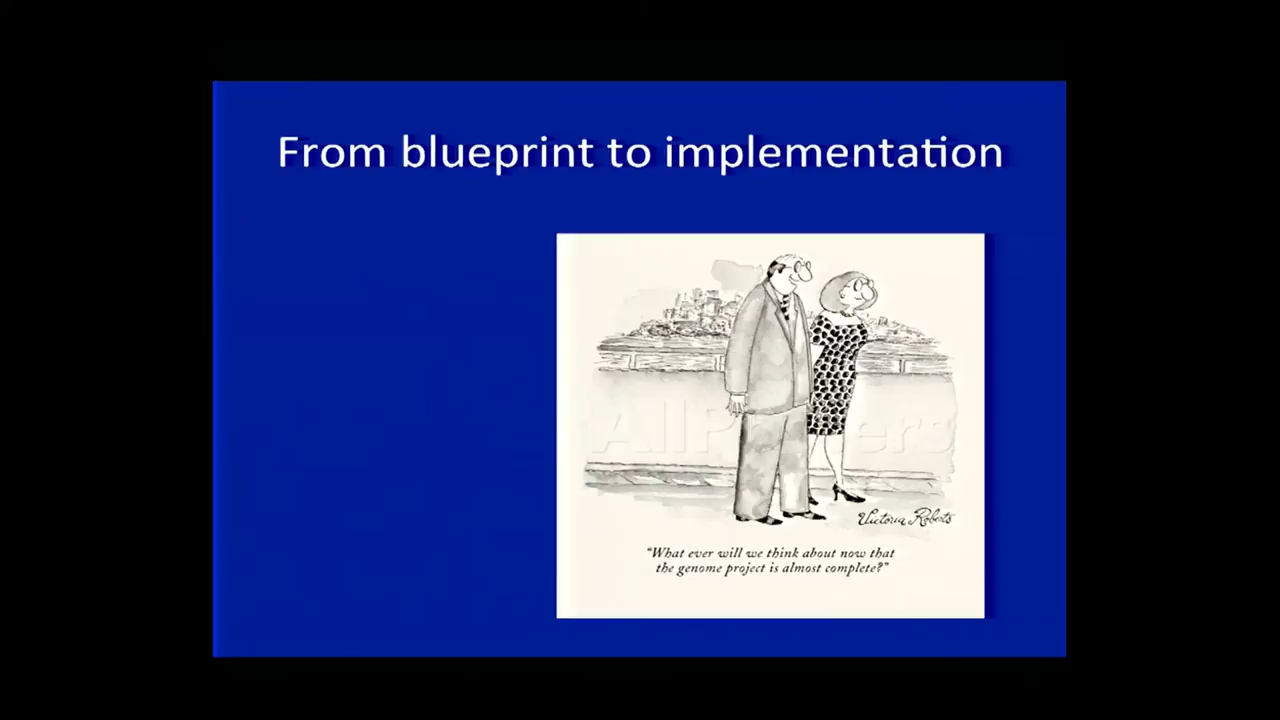 From blueprint to implementation
AllPosters
Victoria Roberts
"What ever will we think about now that
the genome project is almost complete?"